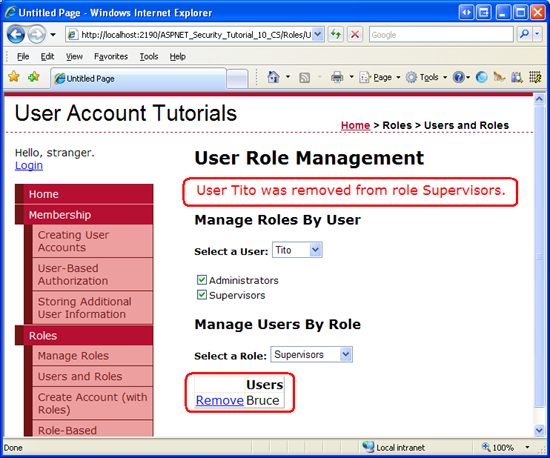 Untitled Page - Windows Internet Explorer
http://localhost:2190/ASPNET_Security_Tutorial_10_CS/Roles/U
Google
File Edit View Favorites Tools Help
Untitled Page
Page Tools
User Account Tutorials
Home > Roles > Users and Roles
Hello, stranger.
Login
Home
Membership
Creating User
Accounts
User-Based
Authorization
Storing Additional
User Information
Roles
Manage Roles
Users and Roles
Create Account (with
Roles)
Role-Based
User Role Management
User Tito was removed from role Supervisors.
Manage Roles By User
Select a User: Tito
Administrators
Supervisors
Manage Users By Role
Select a Role: Supervisors
Users
Remove Bruce
Done
Local intranet
100%